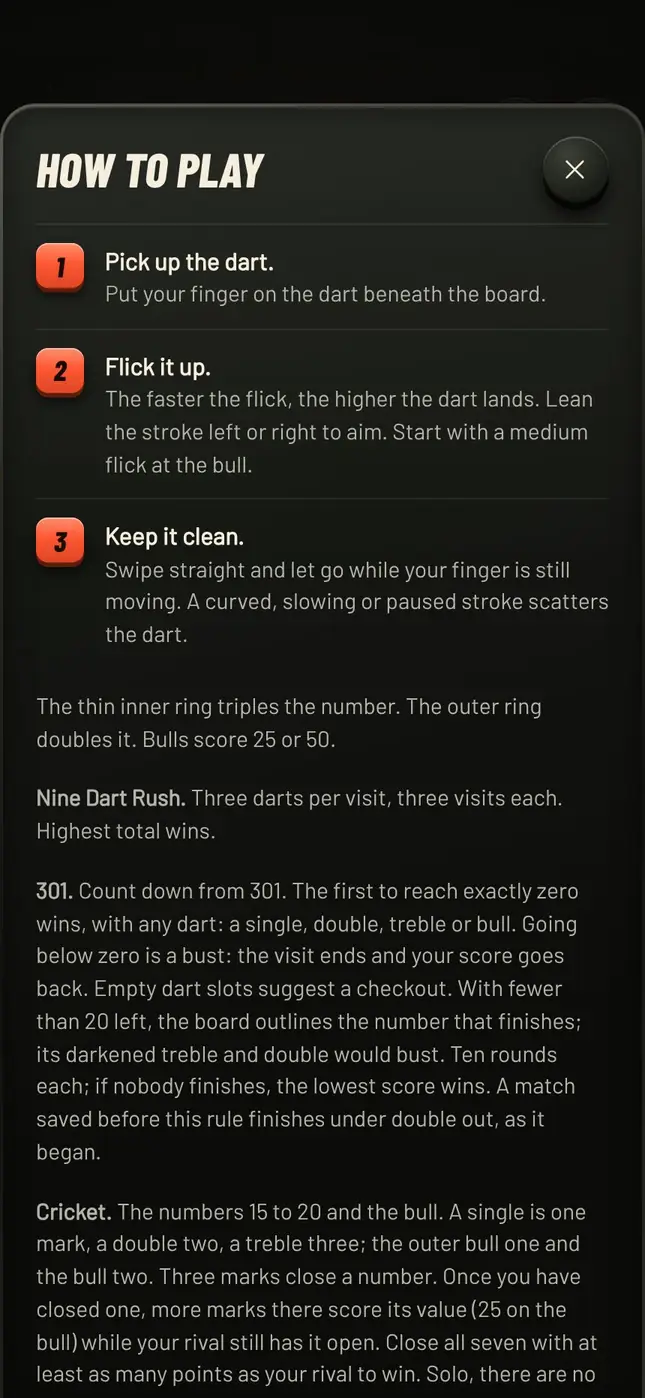 HOW TO PLAY
1
Pick up the dart.
Put your finger on the dart beneath the board.
2
Flick it up.
The faster the flick, the higher the dart lands. Lean
the stroke left or right to aim. Start with a medium
flick at the bull.
3
Keep it clean.
Swipe straight and let go while your finger is still
moving. A curved, slowing or paused stroke scatters
the dart.
The thin inner ring triples the number. The outer ring
doubles it. Bulls score 25 or 50.
Nine Dart Rush. Three darts per visit, three visits each.
Highest total wins.
301. Count down from 301. The first to reach exactly zero
wins, with any dart: a single, double, treble or bull. Going
below zero is a bust: the visit ends and your score goes
back. Empty dart slots suggest a checkout. With fewer
than 20 left, the board outlines the number that finishes;
its darkened treble and double would bust. Ten rounds
each; if nobody finishes, the lowest score wins. A match
saved before this rule finishes under double out, as it
began.
Cricket. The numbers 15 to 20 and the bull. A single is one
mark, a double two, a treble three; the outer bull one and
the bull two. Three marks close a number. Once you have
closed one, more marks there score its value (25 on the
bull) while your rival still has it open. Close all seven with at
least as many points as your rival to win. Solo, there are no